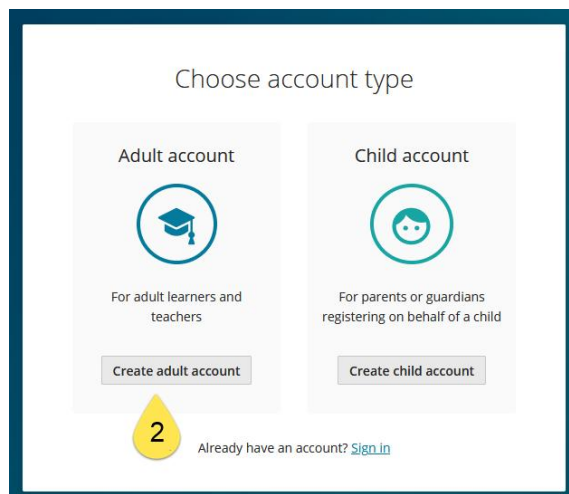 Choose account type
Adult account
For adult learners and
teachers
Create adult account
Child account
For parents or guardians
registering on behalf of a child
Create child account
2
Already have an account? Sign in